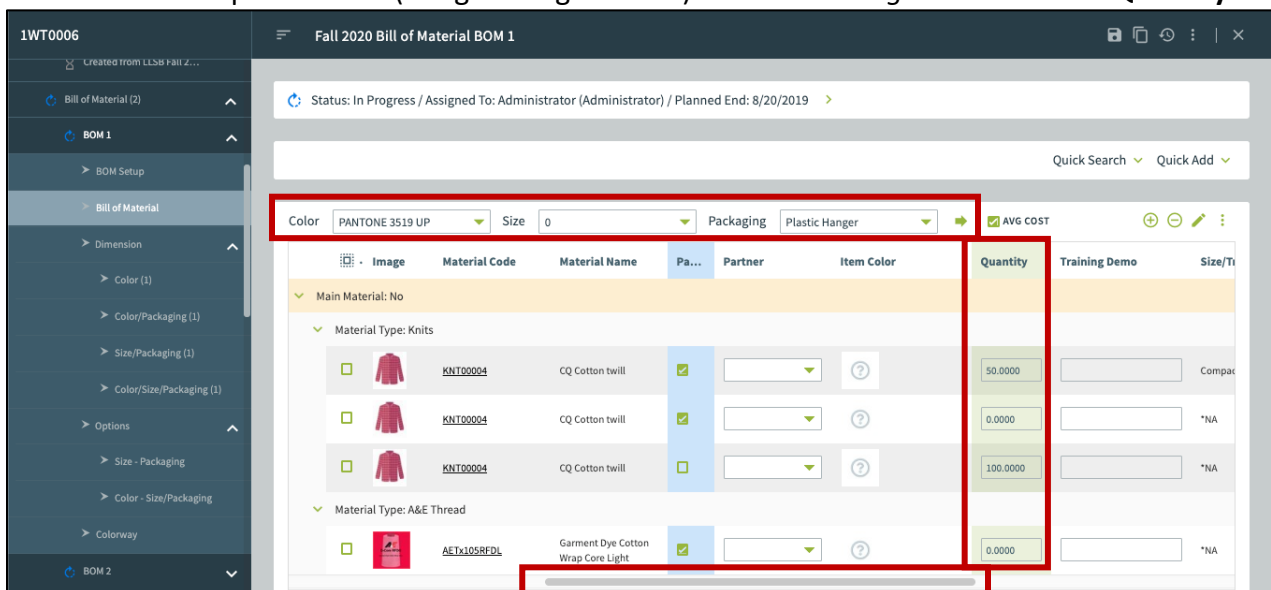 1WT0006
Fall 2020 Bill of Material BOM 1
Created from LLSB Fall 2...
Bill of Material (2)
BOM 1
BOM Setup
Bill of Material
Dimension
Color (1)
Color/Packaging (1)
Size/Packaging (1)
Color/Size/Packaging (1)
Options
Size - Packaging
Color - Size/Packaging
Colorway
BOM 2
Status: In Progress / Assigned To: Administrator (Administrator) / Planned End: 8/20/2019
Quick Search Quick Add
Color PANTONE 3519 UP Size 0 Packaging Plastic Hanger AVG COST
Image Material Code Material Name Pa... Partner Item Color Quantity Training Demo
Main Material: No
Material Type: Knits
KNT00004 CQ Cotton twill 50.0000
KNT00004 CQ Cotton twill 0.0000 *NA
KNT00004 CQ Cotton twill 100.0000 *NA
Material Type: A&E Thread
AETx105RFDL Garment Dye Cotton
Wrap Core Light 0.0000 *NA